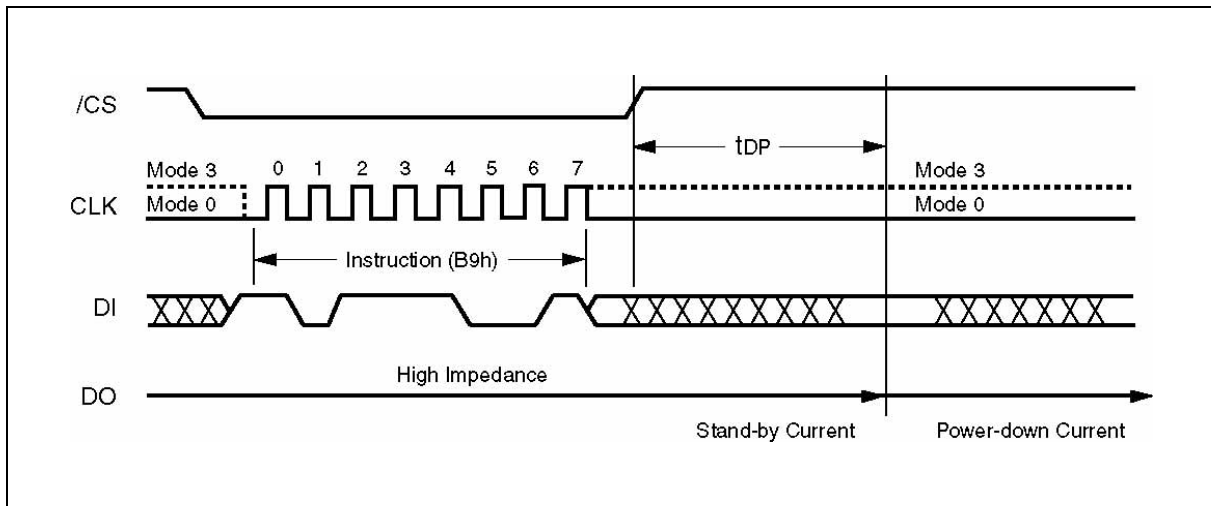 /CS
tDP
Mode 3 0 1 2 3 4 5 6 7 Mode 3
CLK
Mode 0 Mode 0
Instruction (B9h)
DI
High Impedance
DO
Stand-by Current Power-down Current